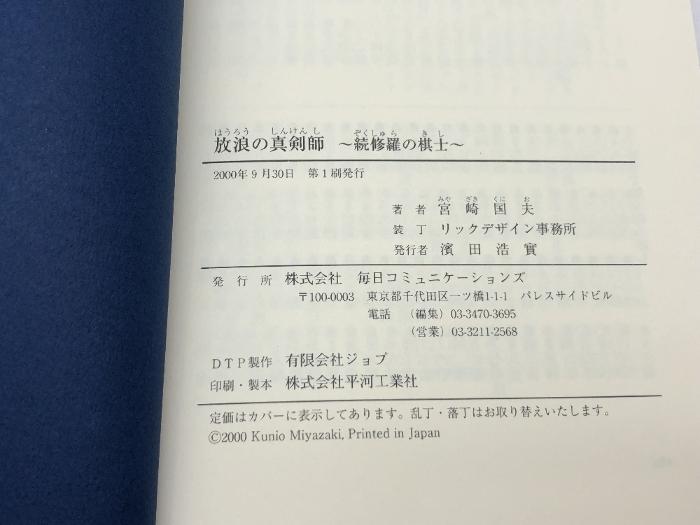 ほうろう しんけんし ぞくしゅら きし
放浪の真剣師 ～続修羅の棋士～
2000年9月30日 第1刷発行
みや ざき くに お
著者 宮崎国夫
装丁 リックデザイン事務所
発行者 濱田浩實
発行所 株式会社 毎日コミュニケーションズ
〒100-0003 東京都千代田区一ツ橋1-1-1 パレスサイドビル
電話 （編集）03-3470-3695
（営業）03-3211-2568
DTP製作 有限会社ジョブ
印刷・製本 株式会社平河工業社
定価はカバーに表示してあります。乱丁・落丁はお取り替えいたします。
©2000 Kunio Miyazaki, Printed in Japan